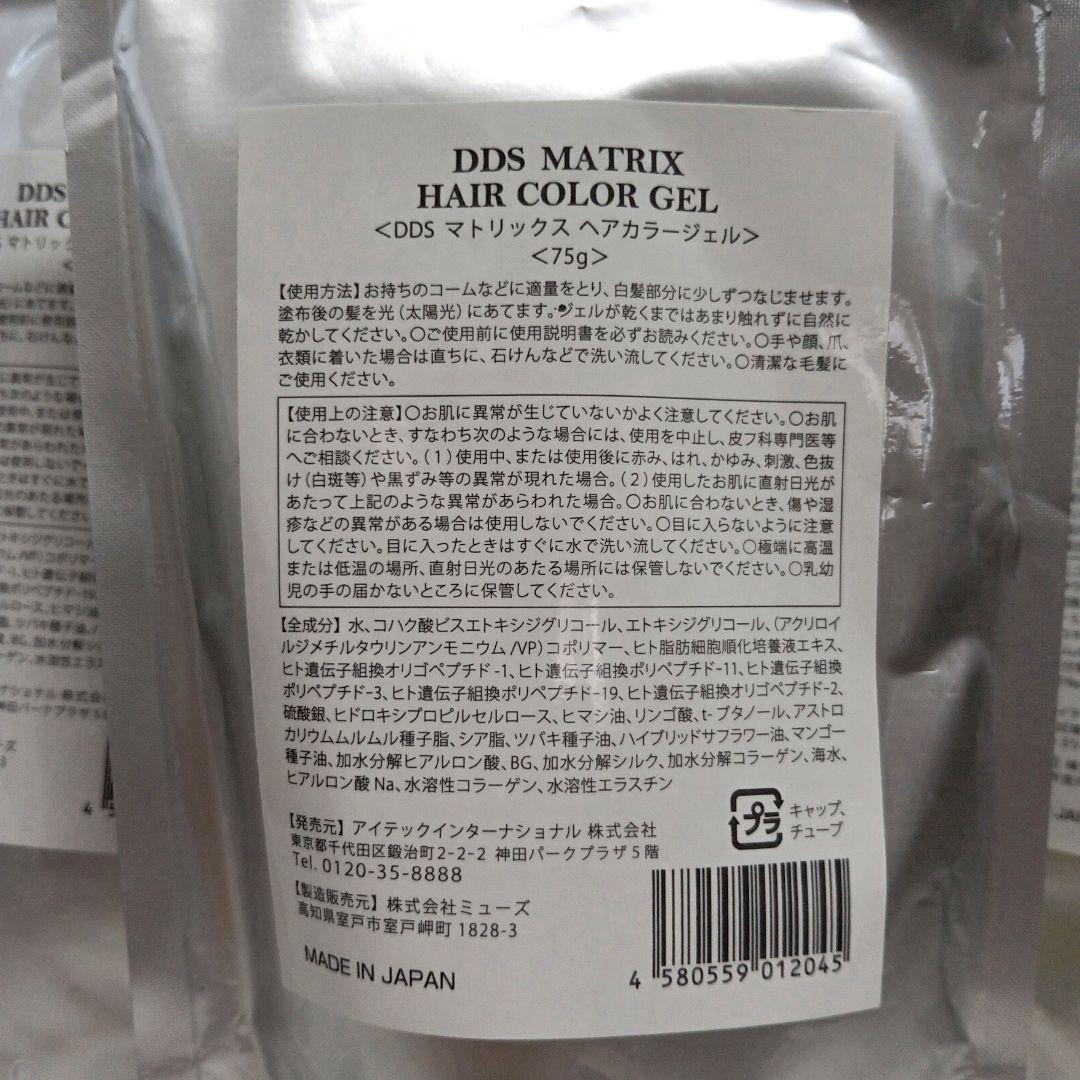 DDS MATRIX
HAIR COLOR GEL
<DDS マトリックス ヘアカラージェル>
<75g>
【使用方法】お持ちのコームなどに適量をとり、白髪部分に少しずつなじませます。
塗布後の髪を光(太陽光)にあてます。ジェルが乾くまではあまり触れずに自然に
乾かしてください。〇ご使用前に使用説明書を必ずお読みください。〇手や顔、爪、
衣類に着いた場合は直ちに、石けんなどで洗い流してください。〇清潔な毛髪に
ご使用ください。
【使用上の注意】〇お肌に異常が生じていないかよく注意してください。〇お肌
に合わないとき、すなわち次のような場合には、使用を中止し、皮フ科専門医等
へご相談ください。(1)使用中、または使用後に赤み、はれ、かゆみ、刺激、色抜
け(白斑等)や黒ずみ等の異常が現れた場合。(2)使用したお肌に直射日光が
あたって上記のような異常があらわれた場合。〇お肌に合わないとき、傷や湿
疹などの異常がある場合は使用しないでください。〇目に入らないように注意
してください。目に入ったときはすぐに水で洗い流してください。〇極端に高温
または低温の場所、直射日光のあたる場所には保管しないでください。〇乳幼
児の手の届かないところに保管してください。
【全成分】水、コハク酸ビスエトキシジグリコール、エトキシジグリコール、(アクリロイ
ルジメチルタウリンアンモニウム/VP)コポリマー、ヒト脂肪細胞順化培養液エキス、
ヒト遺伝子組換オリゴペプチド-1、ヒト遺伝子組換ポリペプチド-11、ヒト遺伝子組換
ポリペプチド-3、ヒト遺伝子組換ポリペプチド-19、ヒト遺伝子組換オリゴペプチド-2、
硫酸銀、ヒドロキシプロピルセルロース、ヒマシ油、リンゴ酸、t-ブタノール、アストロ
カリウムムルムル種子脂、シア脂、ツバキ種子油、ハイブリッドサフラワー油、マンゴー
種子油、加水分解ヒアルロン酸、BG、加水分解シルク、加水分解コラーゲン、海水、
ヒアルロン酸Na、水溶性コラーゲン、水溶性エラスチン
プラ
キャップ、
チューブ
【発売元】アイテックインターナショナル 株式会社
東京都千代田区鍛治町2-2-2 神田パークプラザ5階
Tel. 0120-35-8888
【製造販売元】株式会社ミューズ
高知県室戸市室戸岬町 1828-3
MADE IN JAPAN
4 580559 012045